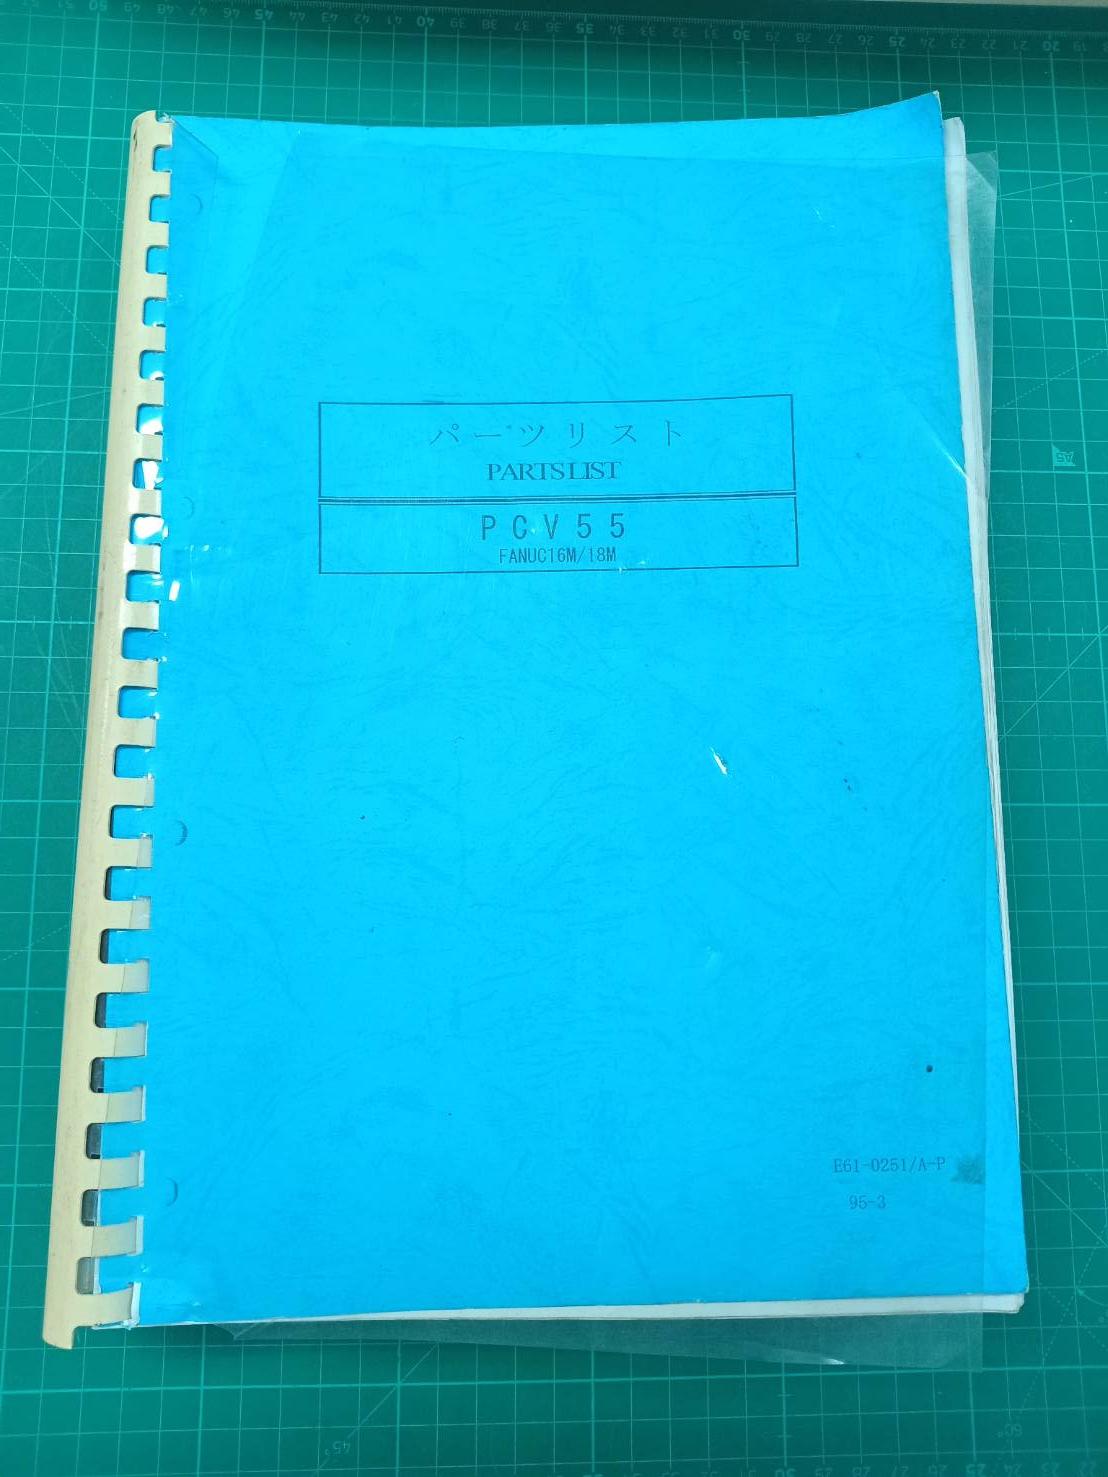 パーツリスト
PARTS LIST
PCV55
FANUC16M/18M
E61-0251/A-P
95-3